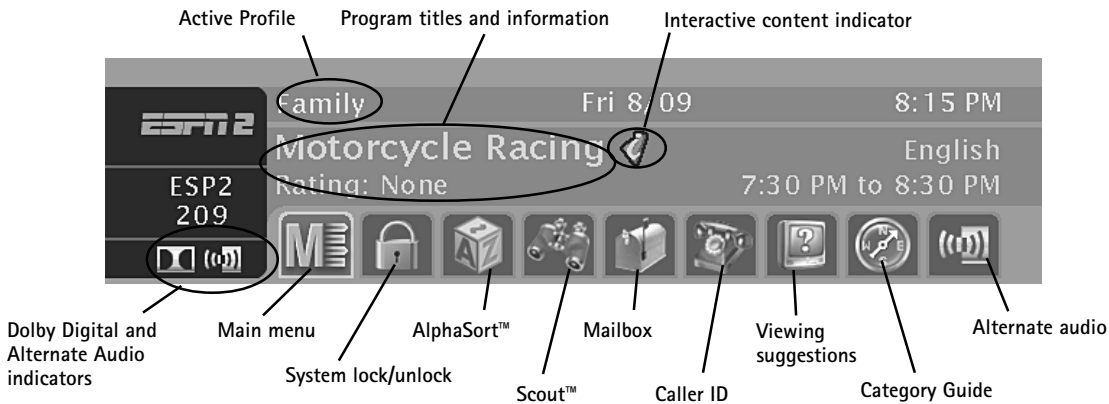 Active Profile
Program titles and information
Interactive content indicator
ESPN 2
Family
Fri 8/09
8:15 PM
Motorcycle Racing
i
English
ESP2
Rating: None
7:30 PM to 8:30 PM
209
M
A Z
?
N
W E
S
Dolby Digital and
Alternate Audio
indicators
Main menu
System lock/unlock
AlphaSort™
Scout™
Mailbox
Caller ID
Viewing
suggestions
Category Guide
Alternate audio